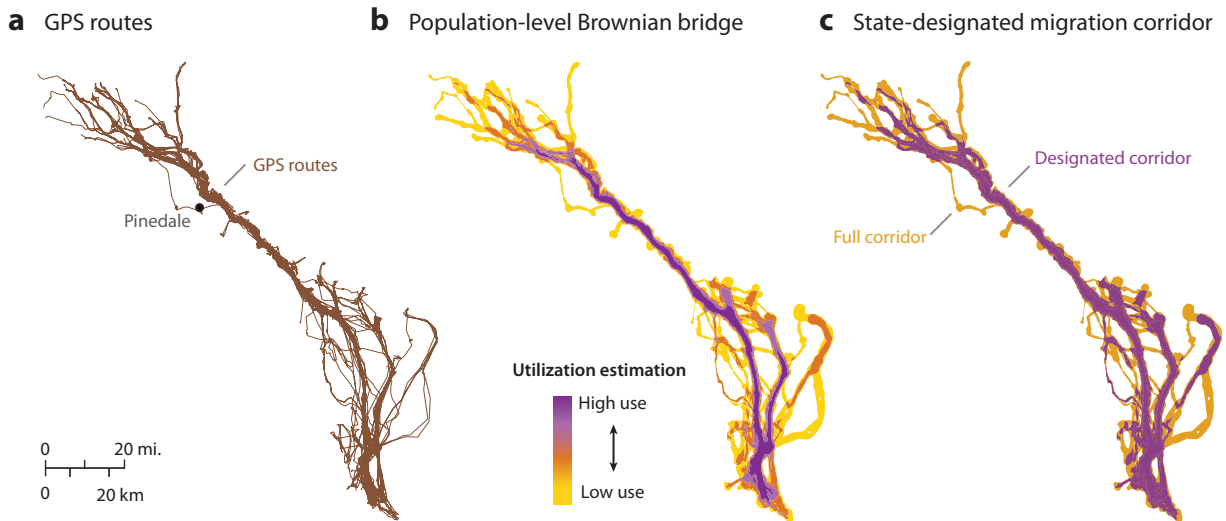 a GPS routes
b Population-level Brownian bridge
c State-designated migration corridor
GPS routes
Pinedale
0 20 mi.
0 20 km
Utilization estimation
High use
Low use
Designated corridor
Full corridor